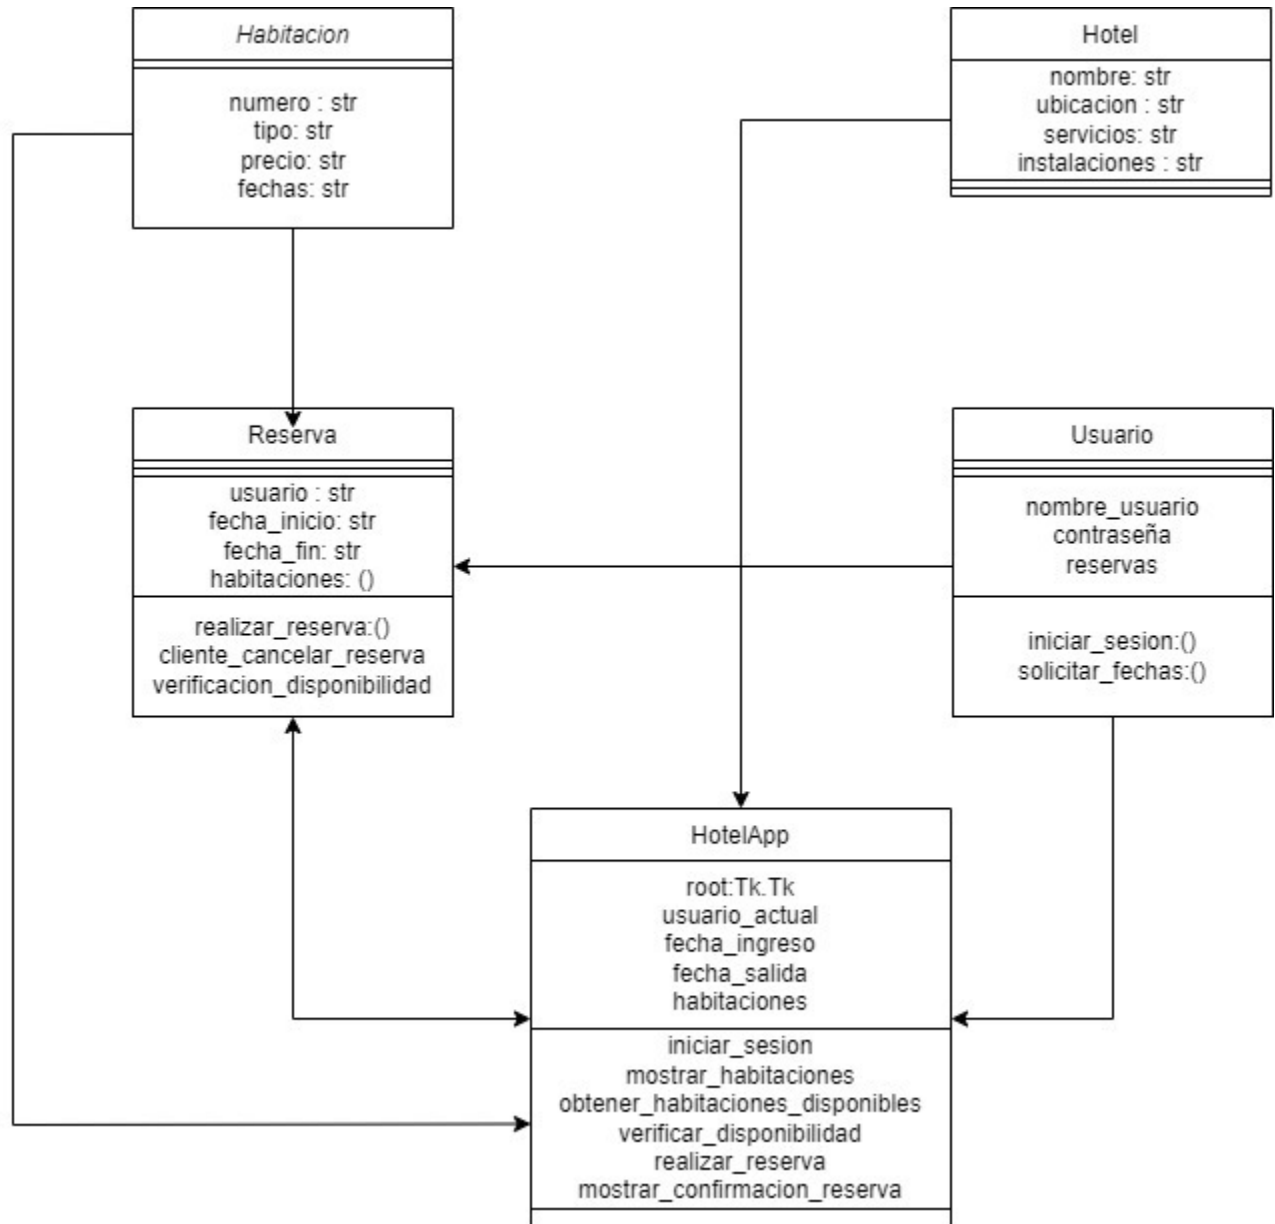 Habitacion
numero : str
tipo: str
precio: str
fechas: str
Hotel
nombre: str
ubicacion : str
servicios: str
instalaciones : str
Reserva
usuario : str
fecha_inicio: str
fecha_fin: str
habitaciones: ()
realizar_reserva:()
cliente_cancelar_reserva
verificacion_disponibilidad
Usuario
nombre_usuario
contraseña
reservas
iniciar_sesion:()
solicitar_fechas:()
HotelApp
root:Tk.Tk
usuario_actual
fecha_ingreso
fecha_salida
habitaciones
iniciar_sesion
mostrar_habitaciones
obtener_habitaciones_disponibles
verificar_disponibilidad
realizar_reserva
mostrar_confirmacion_reserva